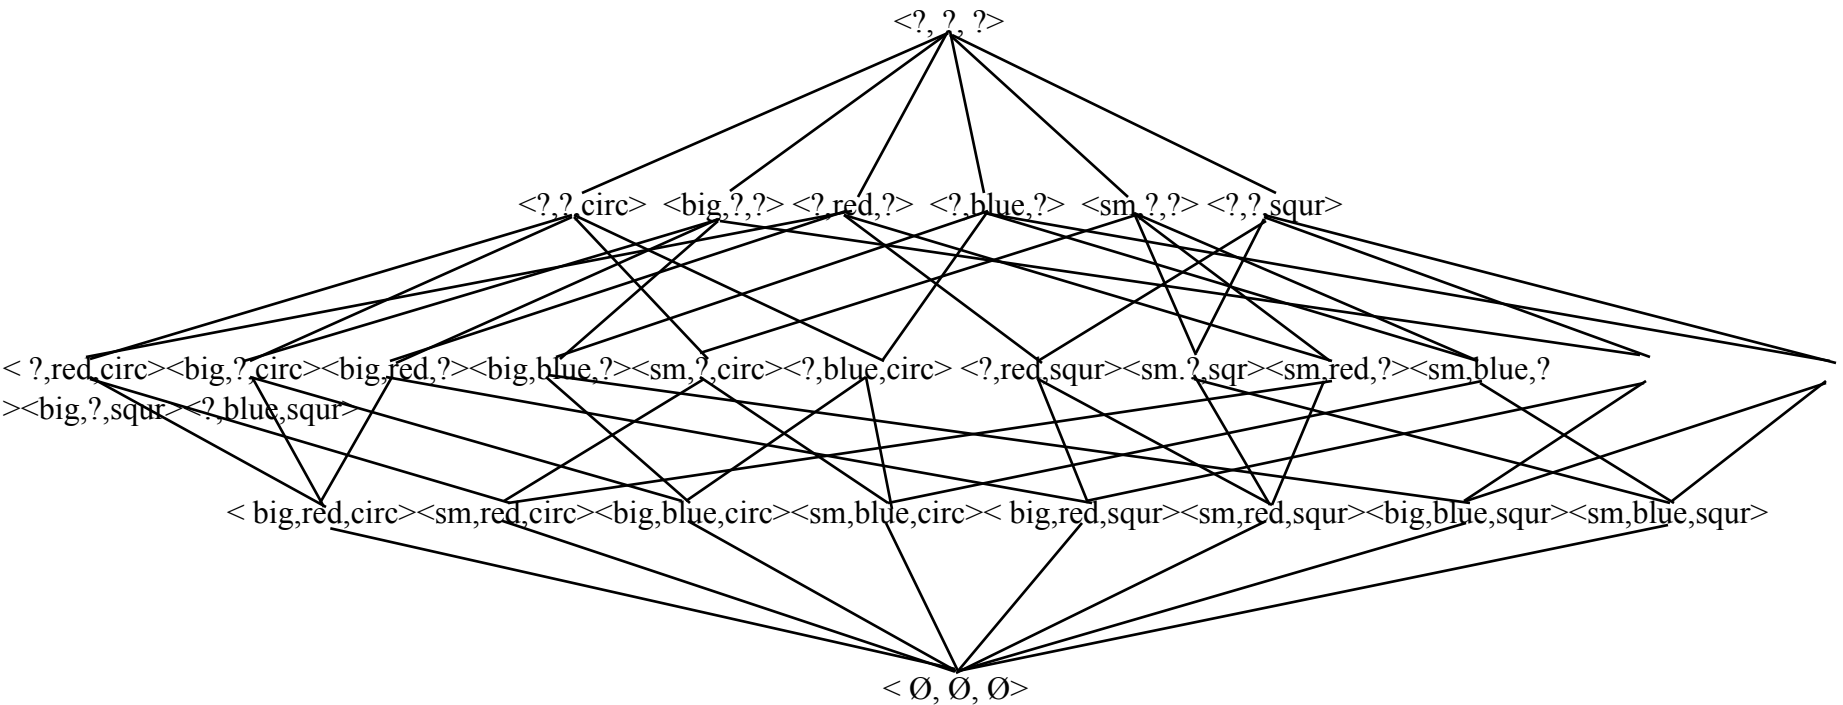 <?, ?, ?>
<?,?,circ> <big,?,?> <?,red,?> <?,blue,?> <sm,?,?> <?,?,squr>
< ?,red,circ><big,?,circ><big,red,?><big,blue,?><sm,?,circ><?,blue,circ> <?,red,squr><sm.?,sqr><sm,red,?><sm,blue,?
><big,?,squr><?,blue,squr>
< big,red,circ><sm,red,circ><big,blue,circ><sm,blue,circ>< big,red,squr><sm,red,squr><big,blue,squr><sm,blue,squr>
< Ø, Ø, Ø>